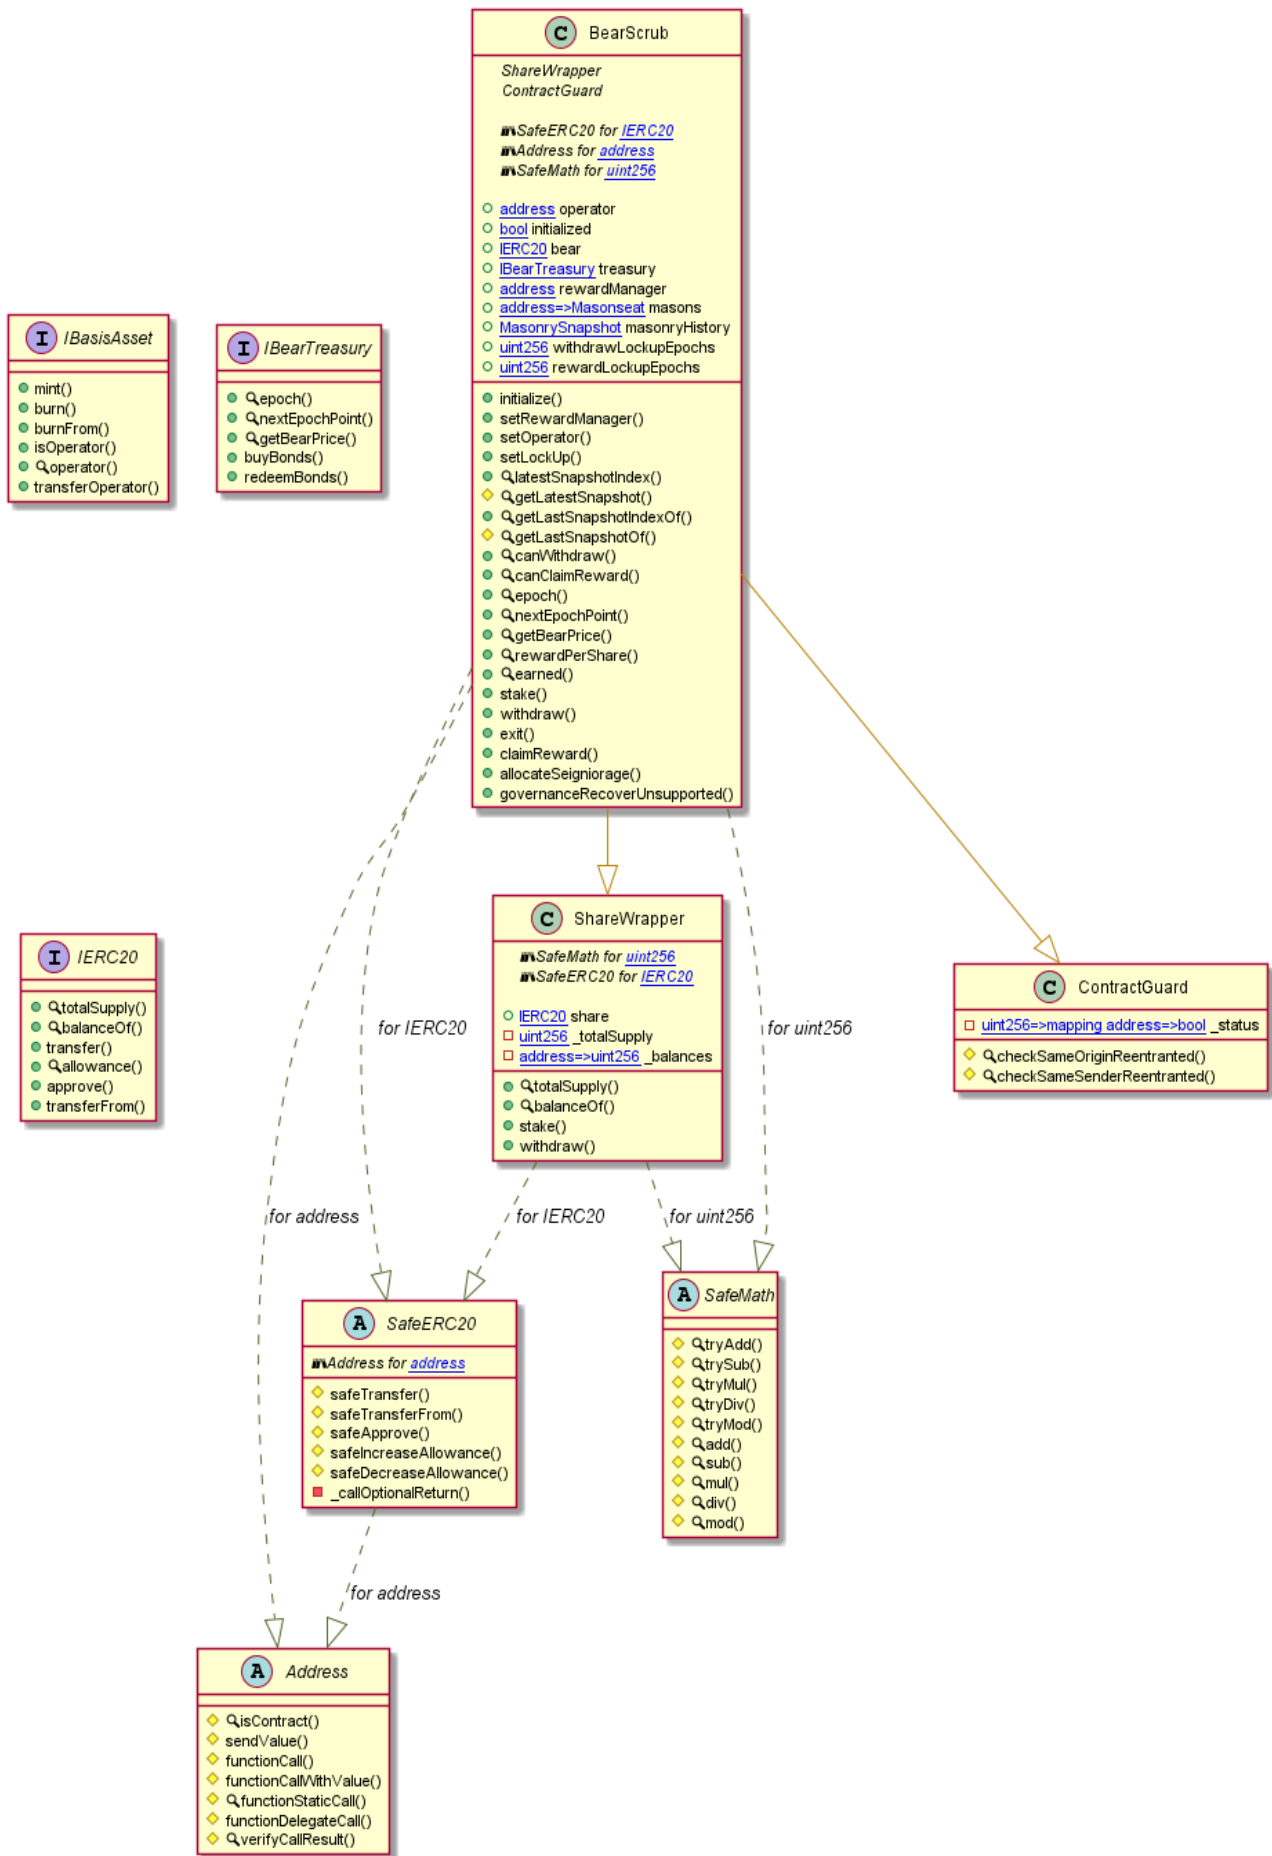 C BearScrub
ShareWrapper
ContractGuard
SafeERC20 for IERC20
Address for address
SafeMath for uint256
address operator
bool initialized
IERC20 bear
IBearTreasury treasury
address rewardManager
address=>Masonseat masons
MasonrySnapshot masonryHistory
uint256 withdrawLockupEpochs
uint256 rewardLockupEpochs
initialize()
setRewardManager()
setOperator()
setLockUp()
latestSnapshotIndex()
getLatestSnapshot()
getLastSnapshotIndexOf()
getLastSnapshotOf()
canWithdraw()
canClaimReward()
epoch()
nextEpochPoint()
getBearPrice()
rewardPerShare()
earned()
stake()
withdraw()
exit()
claimReward()
allocateSeigniorage()
governanceRecoverUnsupported()
I IBasisAsset
mint()
burn()
burnFrom()
isOperator()
operator()
transferOperator()
I IBearTreasury
epoch()
nextEpochPoint()
getBearPrice()
buyBonds()
redeemBonds()
I IERC20
totalSupply()
balanceOf()
transfer()
allowance()
approve()
transferFrom()
for IERC20
C ShareWrapper
SafeMath for uint256
SafeERC20 for IERC20
IERC20 share
uint256 _totalSupply
address=>uint256 _balances
totalSupply()
balanceOf()
stake()
withdraw()
for uint256
C ContractGuard
uint256=>mapping address=>bool _status
checkSameOriginReentranted()
checkSameSenderReentranted()
for address
for IERC20
for uint256
A SafeERC20
Address for address
safeTransfer()
safeTransferFrom()
safeApprove()
safeIncreaseAllowance()
safeDecreaseAllowance()
_callOptionalReturn()
A SafeMath
tryAdd()
trySub()
tryMul()
tryDiv()
tryMod()
add()
sub()
mul()
div()
mod()
for address
A Address
isContract()
sendValue()
functionCall()
functionCallWithValue()
functionStaticCall()
functionDelegateCall()
verifyCallResult()